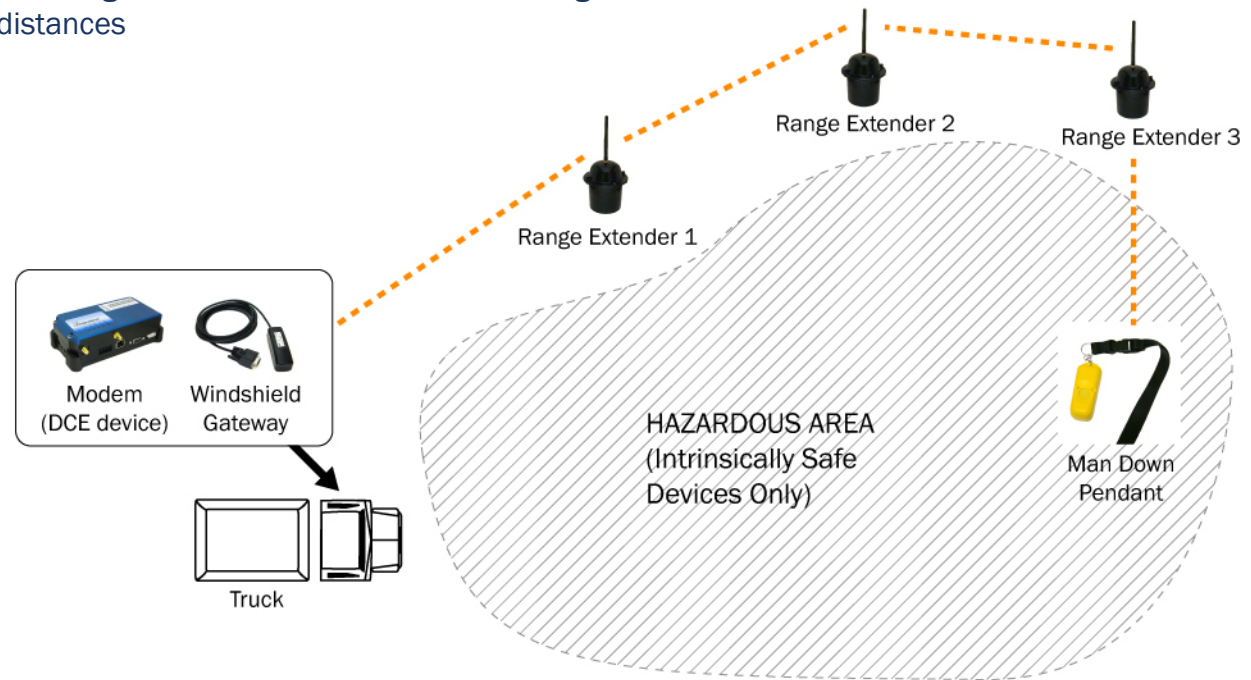 distances
Range Extender 2
Range Extender 3
Range Extender 1
Modem
(DCE device)
Windshield
Gateway
HAZARDOUS AREA
(Intrinsically Safe
Devices Only)
Man Down
Pendant
Truck